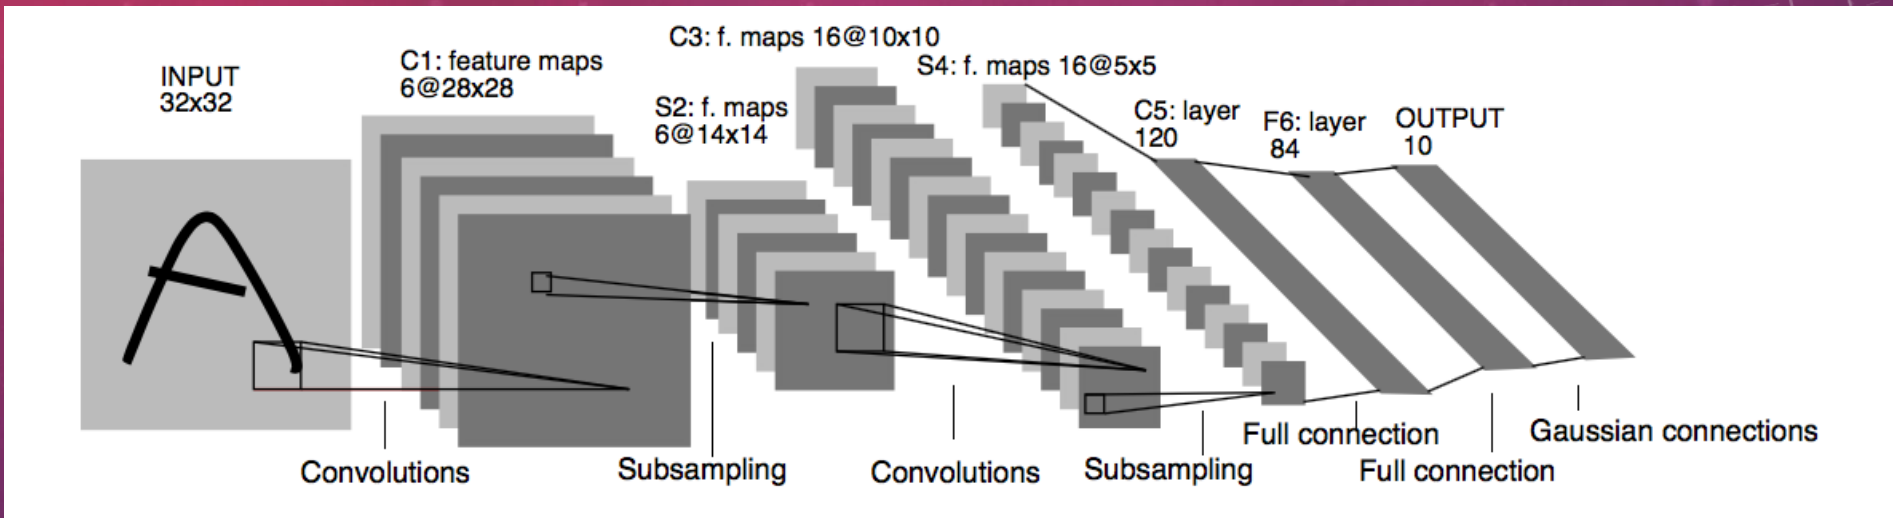 INPUT
32x32
C1: feature maps
6@28x28
S2: f. maps
6@14x14
C3: f. maps 16@10x10
S4: f. maps 16@5x5
C5: layer
120
F6: layer
84
OUTPUT
10
Convolutions
Subsampling
Convolutions
Subsampling
Full connection
Full connection
Gaussian connections